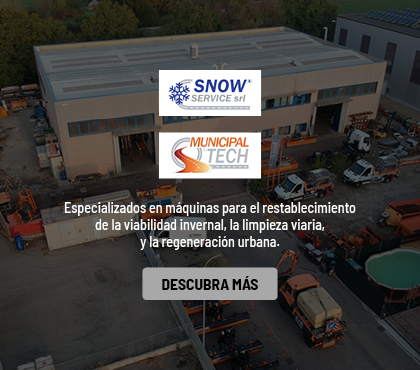 SNOW®
SERVICE srl
MUNICIPAL
TECH
Especializados en máquinas para el restablecimiento
de la viabilidad invernal, la limpieza viaria,
y la regeneración urbana.
DESCUBRA MÁS